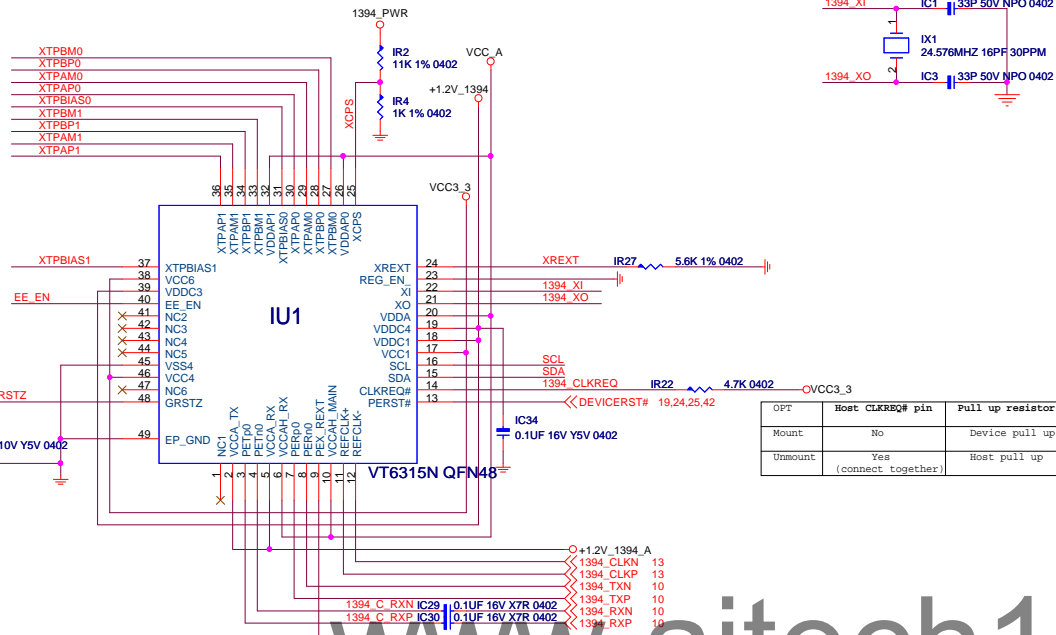 1394_PWR
IR2
11K 1% 0402
IR4
1K 1% 0402
XCPS
VCC_A
+1.2V_1394
VCC3_3
1394_XI
IC1
33P 50V NPO 0402
1
IX1
24.576MHZ 16PF 30PPM
2
1394_XO
IC3
33P 50V NPO 0402
XTPBM0
XTPBP0
XTPAM0
XTPAP0
XTPBIAS0
XTPBM1
XTPBP1
XTPAM1
XTPAP1
36 35 34 33 32 31 30 29 28 27 26 25
XTPAP1
XTPAM1
XTPBP1
XTPBM1
VDDAP1
XTPBIAS0
XTPAP0
XTPAM0
XTPBP0
XTPBM0
VDDAP0
XCPS
XTPBIAS1
37 XTPBIAS1
38 VCC6
39 VDDC3
EE_EN
40 EE_EN
41 NC2
42 NC3
43 NC4
44 NC5
45 VSS4
46 VCC4
47 NC6
RSTZ
48 GRSTZ
49 EP_GND
10V Y5V 0402
IU1
XREXT 24
XREXT
IR27
5.6K 1% 0402
REG_EN_ 23
XI 22
1394_XI
XO 21
1394_XO
VDDA 20
VDDC4 19
VDDC1 18
VCC1 17
SCL 16
SCL
SDA 15
SDA
CLKREQ# 14
1394_CLKREQ
IR22
4.7K 0402
VCC3_3
PERST# 13
DEVICERST# 19,24,25,42
IC34
0.1UF 16V Y5V 0402
OPT Host CLKREQ# pin Pull up resistor
Mount No Device pull up
Unmount Yes
(connect together) Host pull up
NC1
VCCA_TX
PETp0
PETn0
VCCA_RX
VCCAH_RX
PERp0
PERn0
PEX_REXT
VCCAH_MAIN
REFCLK+
REFCLK-
1 2 3 4 5 6 7 8 9 10 11 12
VT6315N QFN48
+1.2V_1394_A
1394_CLKN 13
1394_CLKP 13
1394_TXN 10
1394_TXP 10
1394_C_RXN IC29 0.1UF 16V X7R 0402 1394_RXN 10
1394_C_RXP IC30 0.1UF 16V X7R 0402 1394_RXP 10